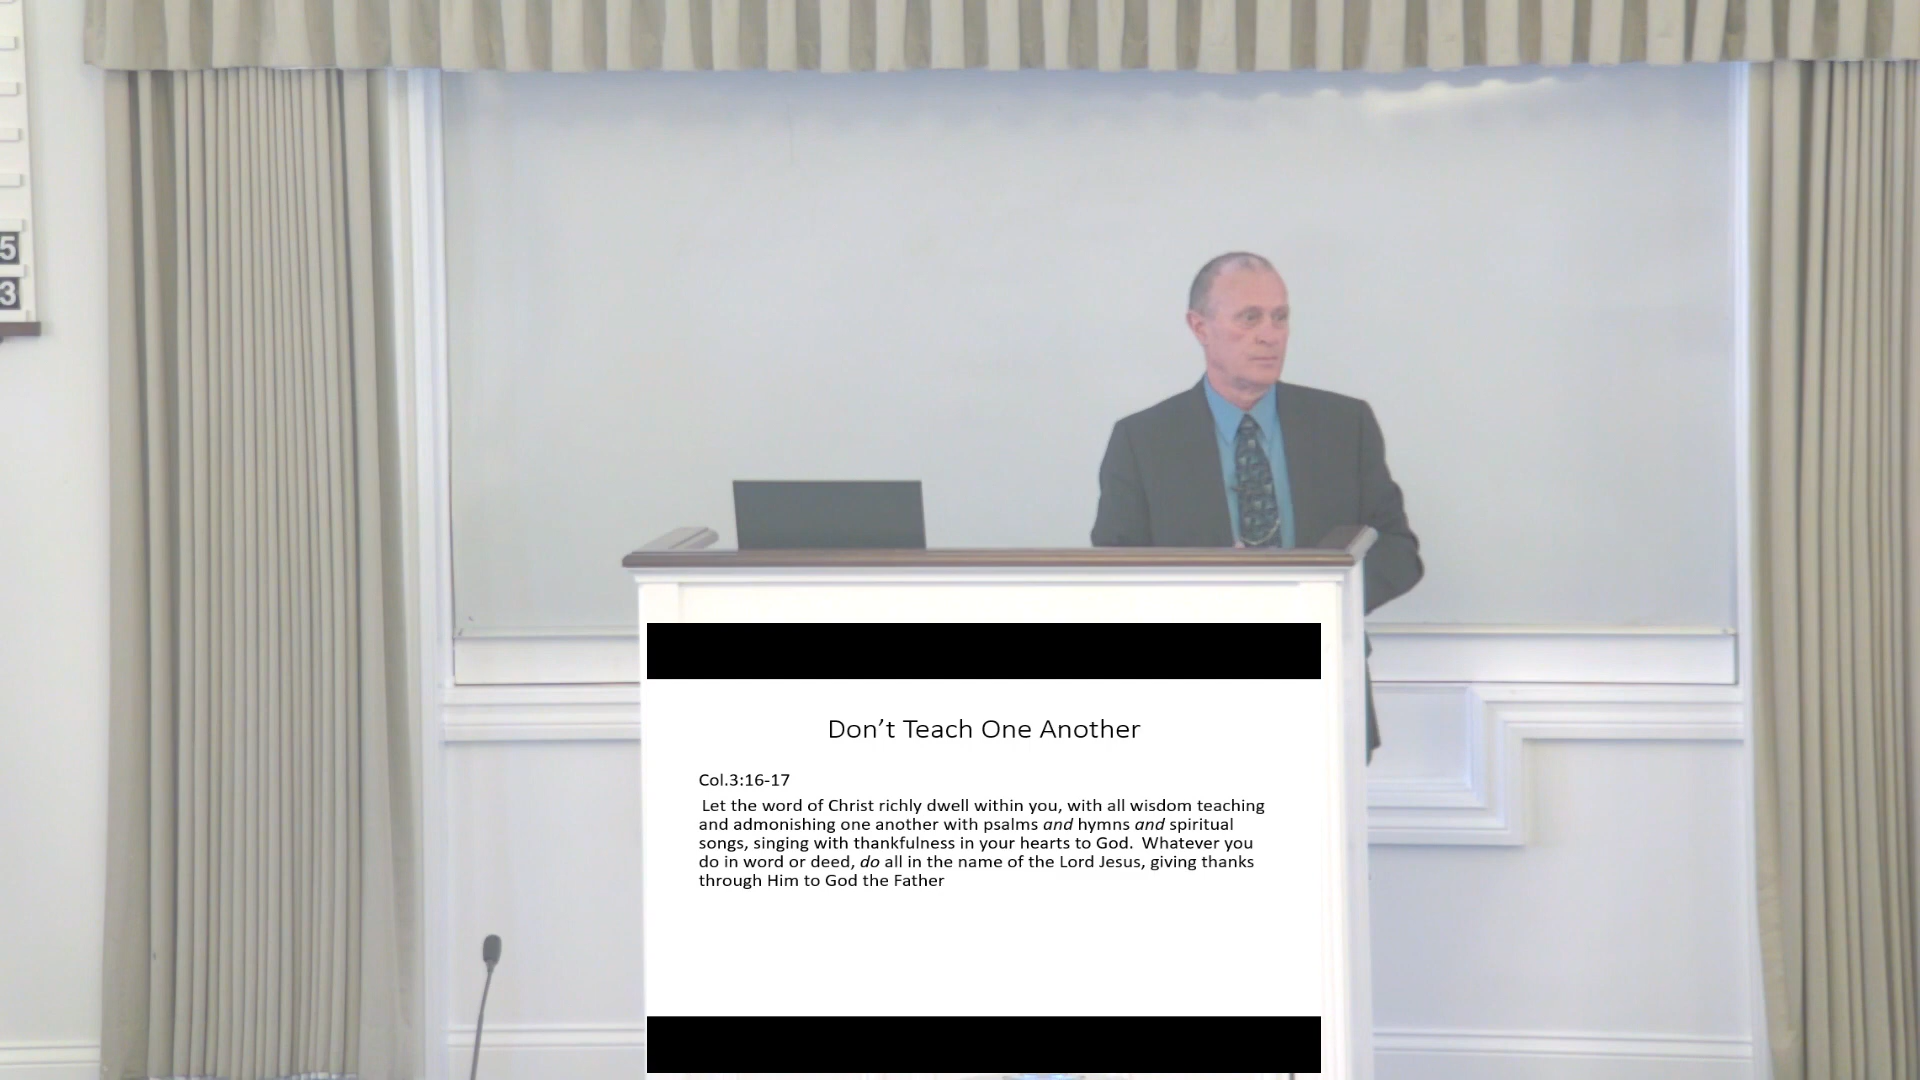 5
3
Don’t Teach One Another
Col.3:16-17
Let the word of Christ richly dwell within you, with all wisdom teaching
and admonishing one another with psalms and hymns and spiritual
songs, singing with thankfulness in your hearts to God.  Whatever you
do in word or deed, do all in the name of the Lord Jesus, giving thanks
through Him to God the Father